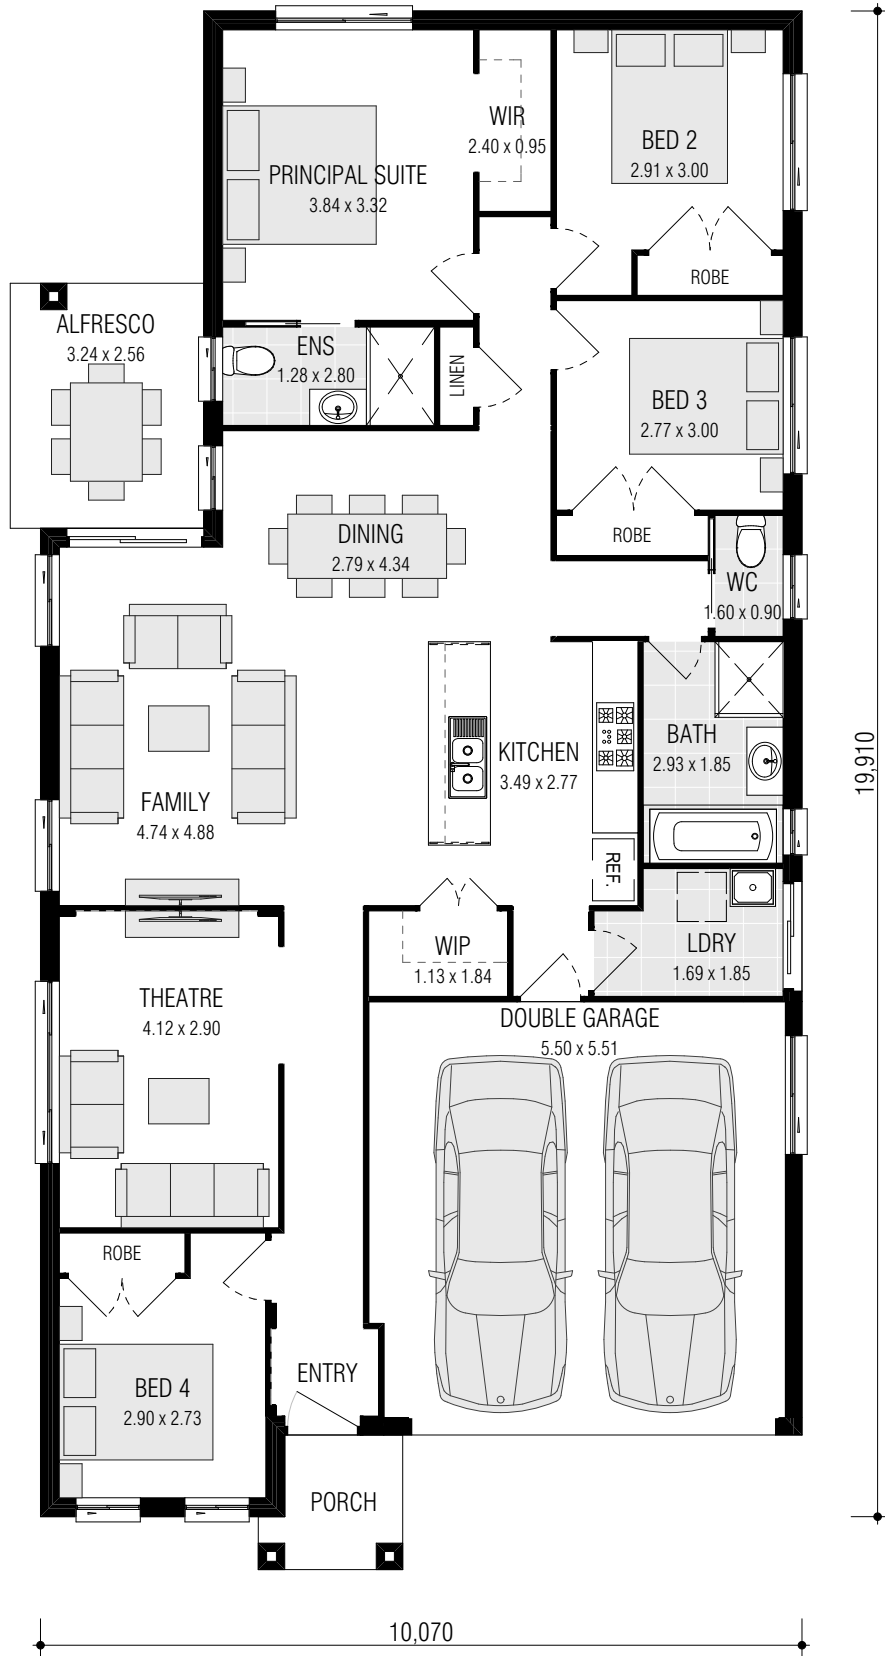 WIR
2.40 x 0.95
BED 2
2.91 x 3.00
PRINCIPAL SUITE
3.84 x 3.32
ROBE
ALFRESCO
3.24 x 2.56
ENS
1.28 x 2.80
LINEN
BED 3
2.77 x 3.00
DINING
2.79 x 4.34
ROBE
WC
1.60 x 0.90
KITCHEN
3.49 x 2.77
BATH
2.93 x 1.85
19,910
FAMILY
4.74 x 4.88
REF.
WIP
1.13 x 1.84
LDRY
1.69 x 1.85
THEATRE
4.12 x 2.90
DOUBLE GARAGE
5.50 x 5.51
ROBE
ENTRY
BED 4
2.90 x 2.73
PORCH
10,070